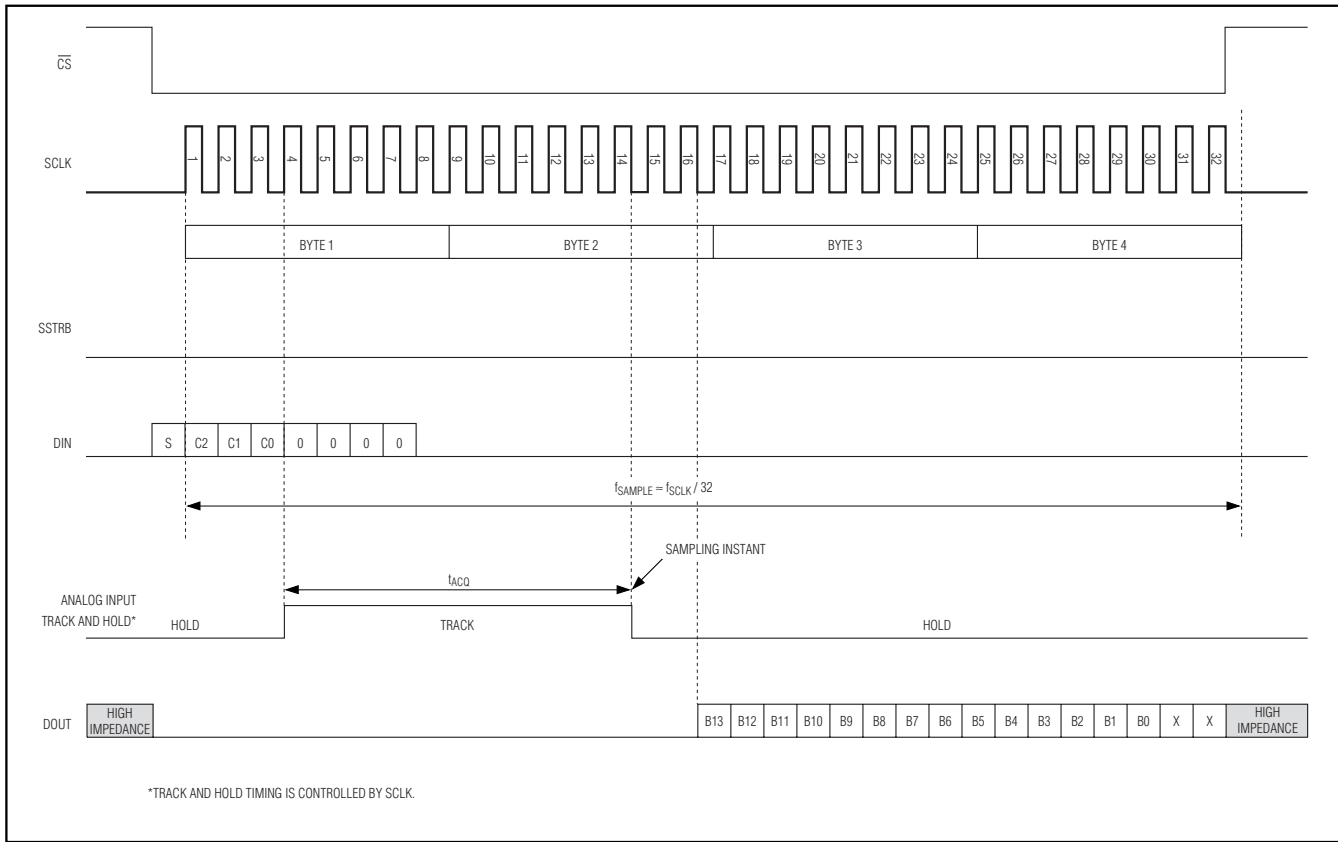 CS
SCLK
1 2 3 4 5 6 7 8 9 10 11 12 13 14 15 16 17 18 19 20 21 22 23 24 25 26 27 28 29 30 31 32
BYTE 1 BYTE 2 BYTE 3 BYTE 4
SSTRB
DIN S C2 C1 C0 0 0 0 0
fSAMPLE = fSCLK / 32
SAMPLING INSTANT
tACQ
ANALOG INPUT
TRACK AND HOLD*
HOLD TRACK HOLD
DOUT
HIGH
IMPEDANCE
B13 B12 B11 B10 B9 B8 B7 B6 B5 B4 B3 B2 B1 B0 X X
HIGH
IMPEDANCE
*TRACK AND HOLD TIMING IS CONTROLLED BY SCLK.